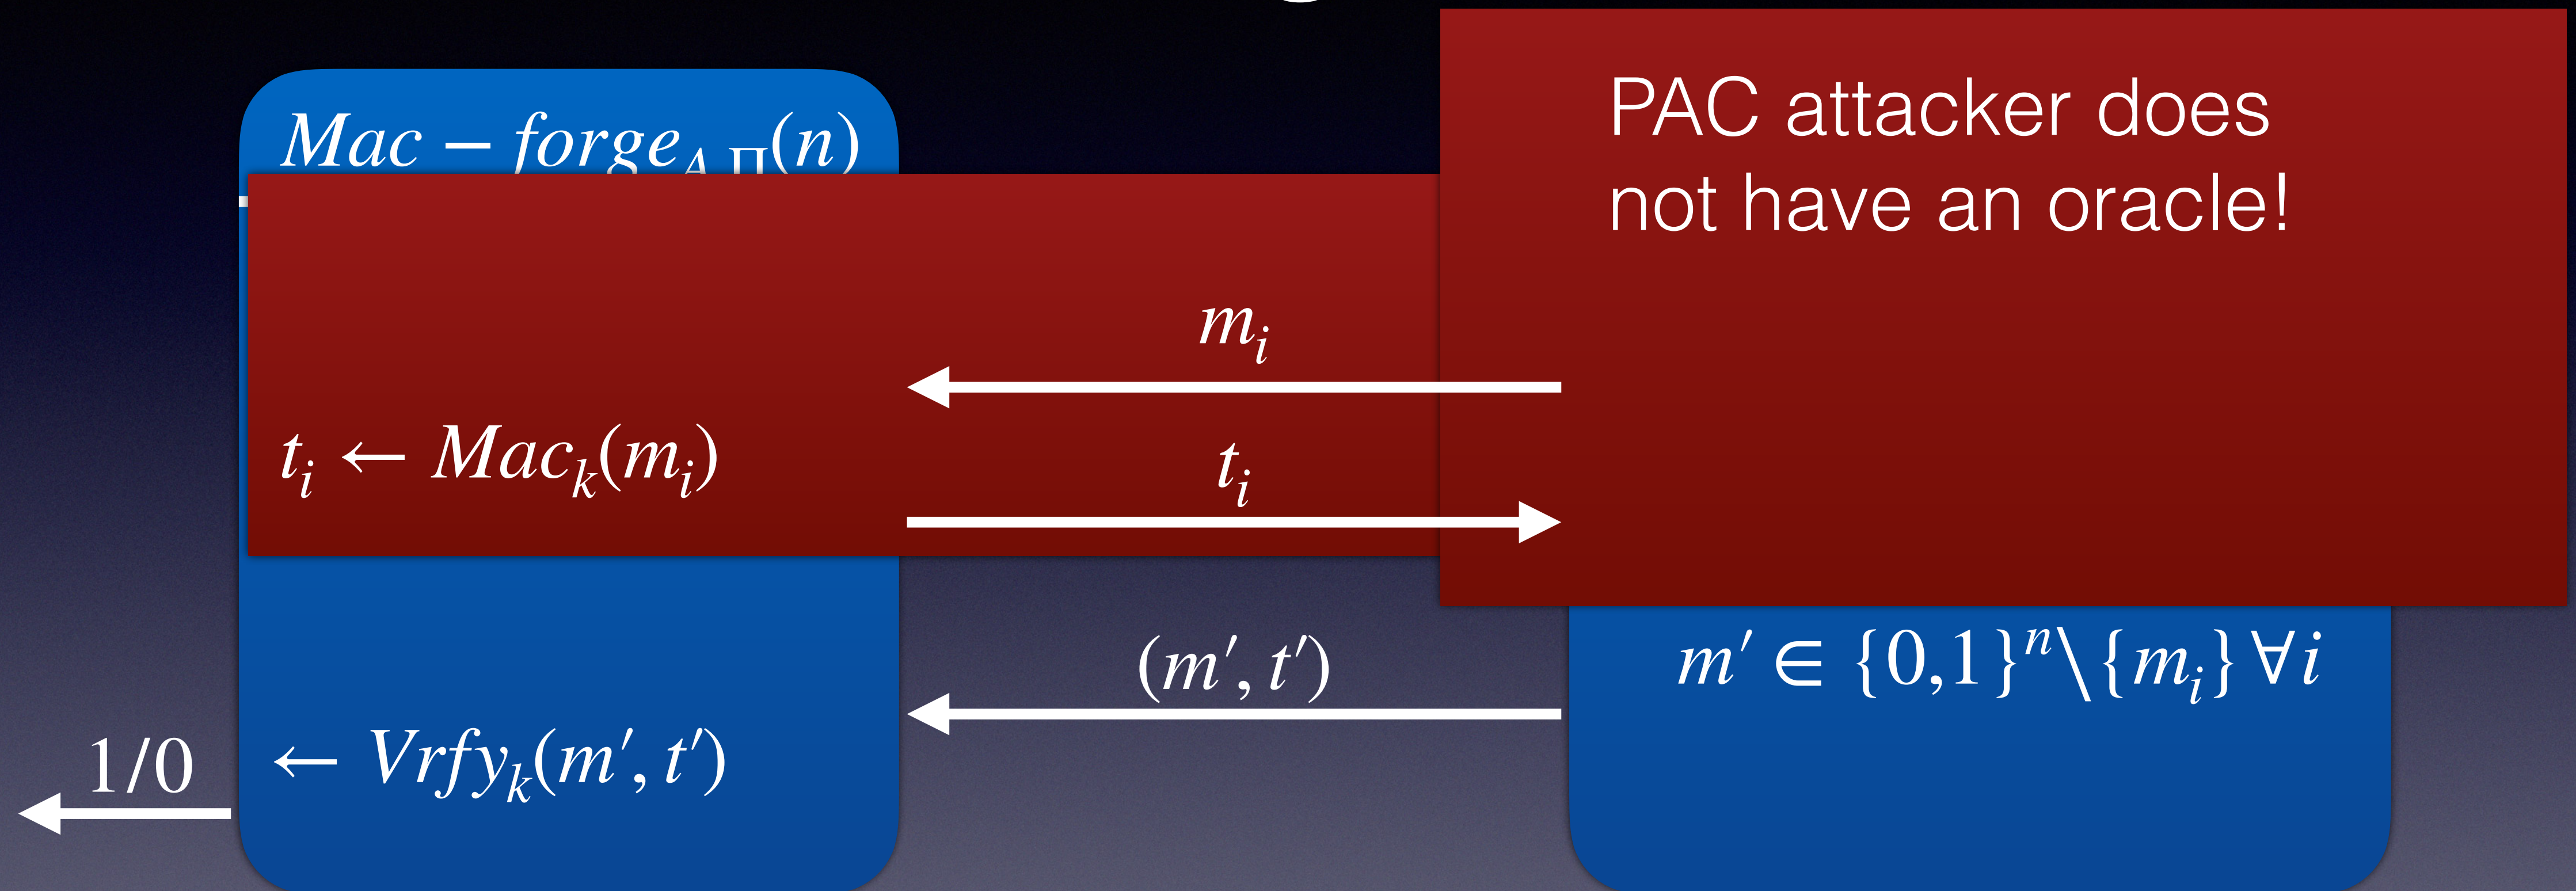 PAC attacker does
not have an oracle!
Mac − forge_{A,Π}(n)
m_i
t_i ← Mac_k(m_i)
t_i
(m′, t′)
m′ ∈ {0,1}^n \ {m_i} ∀i
1/0
← Vrfy_k(m′, t′)